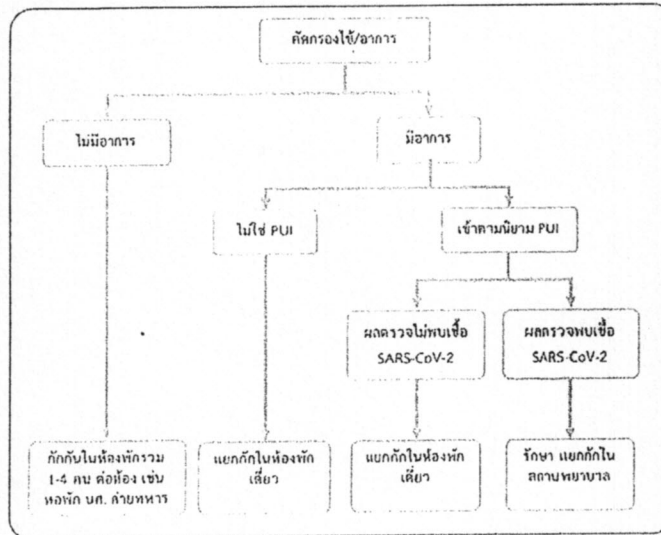 คัดกรองไข้/อาการ
ไม่มีอาการ
มีอาการ
ไม่ใช่ PUI
เข้าตามนิยาม PUI
ผลตรวจไม่พบเชื้อ
SARS-CoV-2
ผลตรวจพบเชื้อ
SARS-CoV-2
กักกันในห้องพักรวม
1-4 คน ต่อห้อง เช่น
หอพัก นศ. ค่ายทหาร
แยกกักในห้องพัก
เดี่ยว
แยกกักในห้องพัก
เดี่ยว
รักษา แยกกักใน
สถานพยาบาล